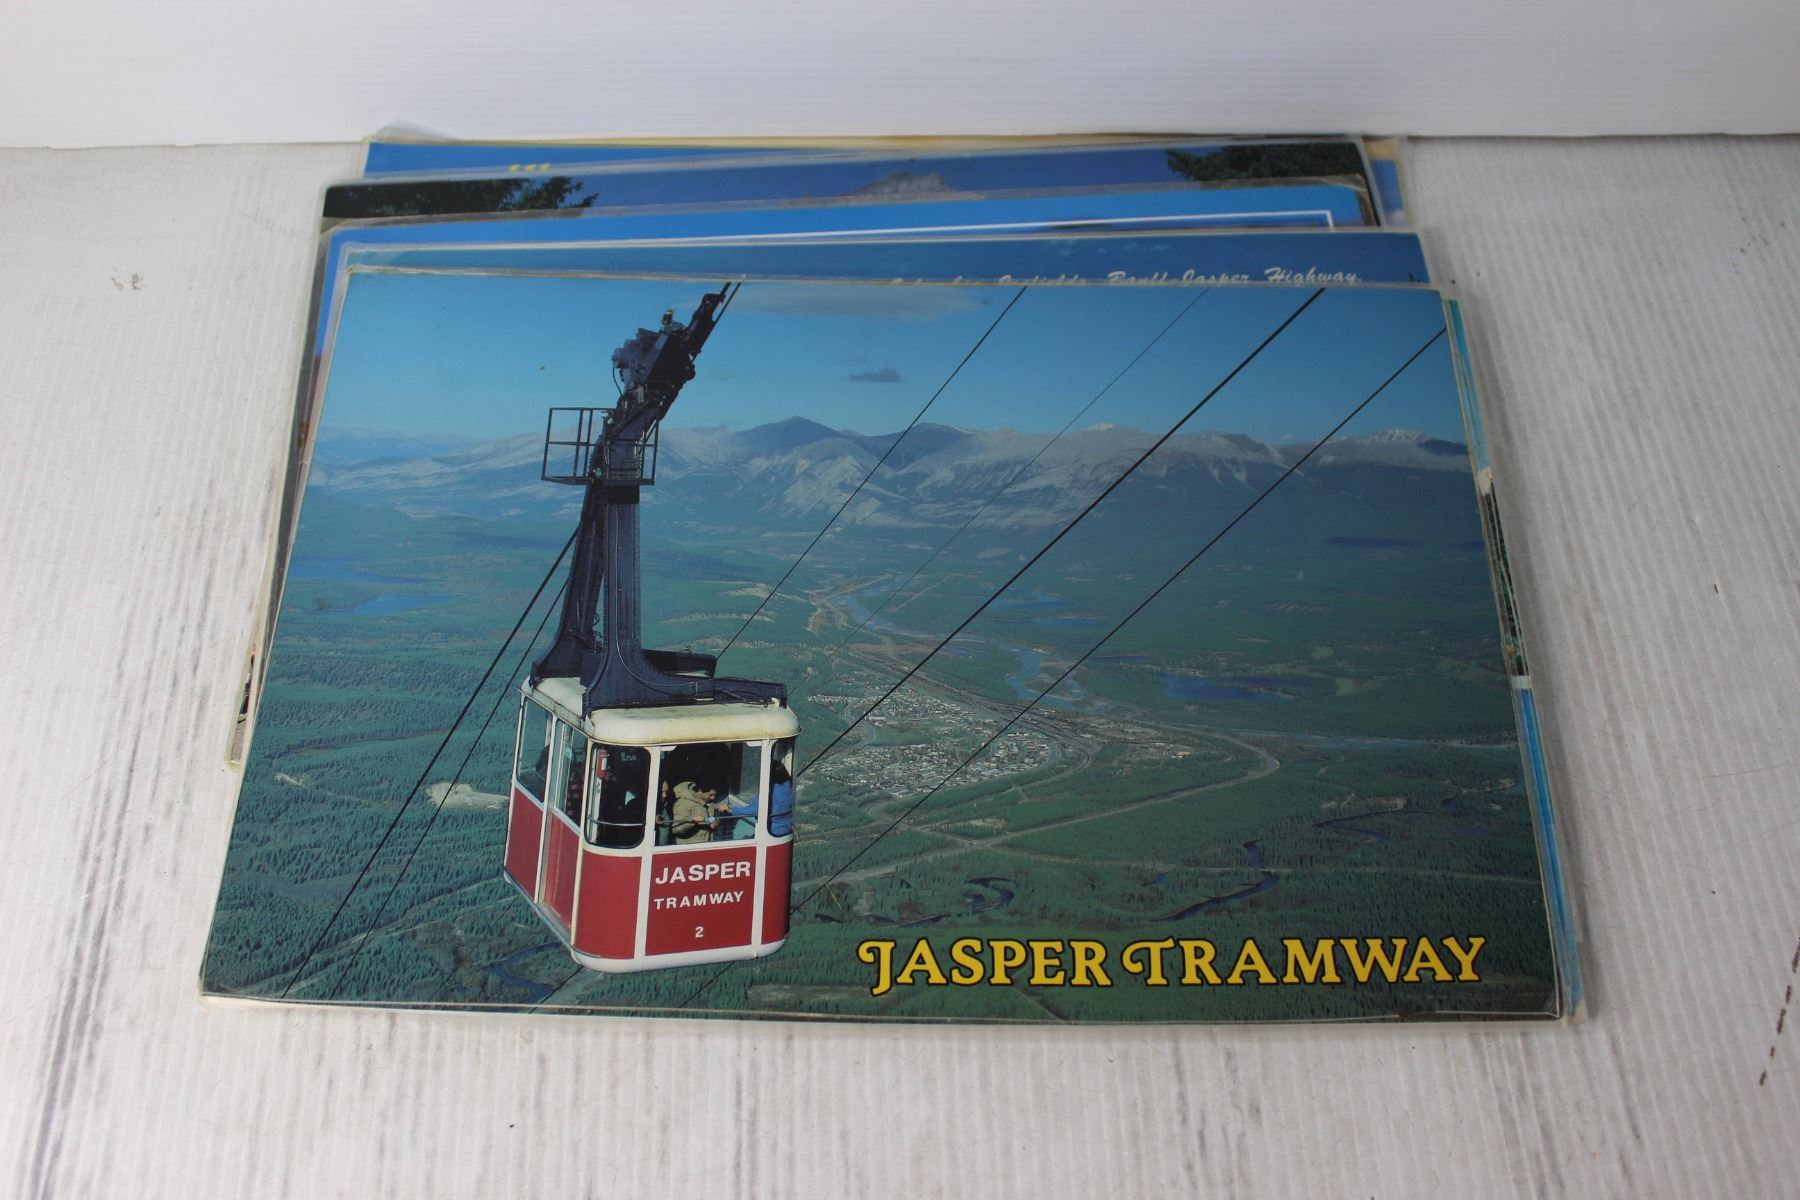 Banff-Jasper Highway.
JASPER
TRAMWAY
2
JASPER TRAMWAY